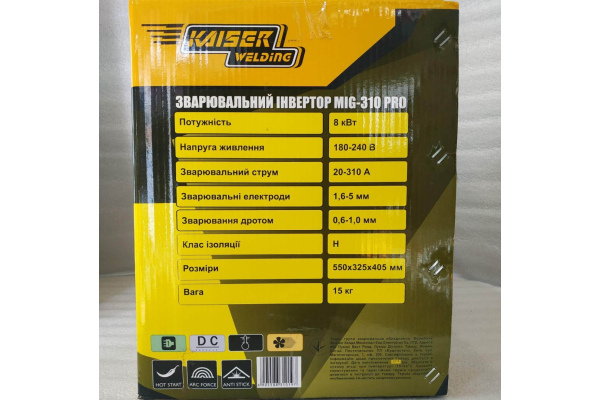 KAISER
WELDING
ЗВАРЮВАЛЬНИЙ ІНВЕРТОР MIG-310 PRO
Потужність 8 кВт
Напруга живлення 180-240 В
Зварювальний струм 20-310 А
Зварювальні електроди 1,6-5 мм
Зварювання дротом 0,6-1,0 мм
Клас ізоляції H
Розміри 550x325x405 мм
Вага 15 кг
DC
HOT START ARC FORCE ANTI STICK